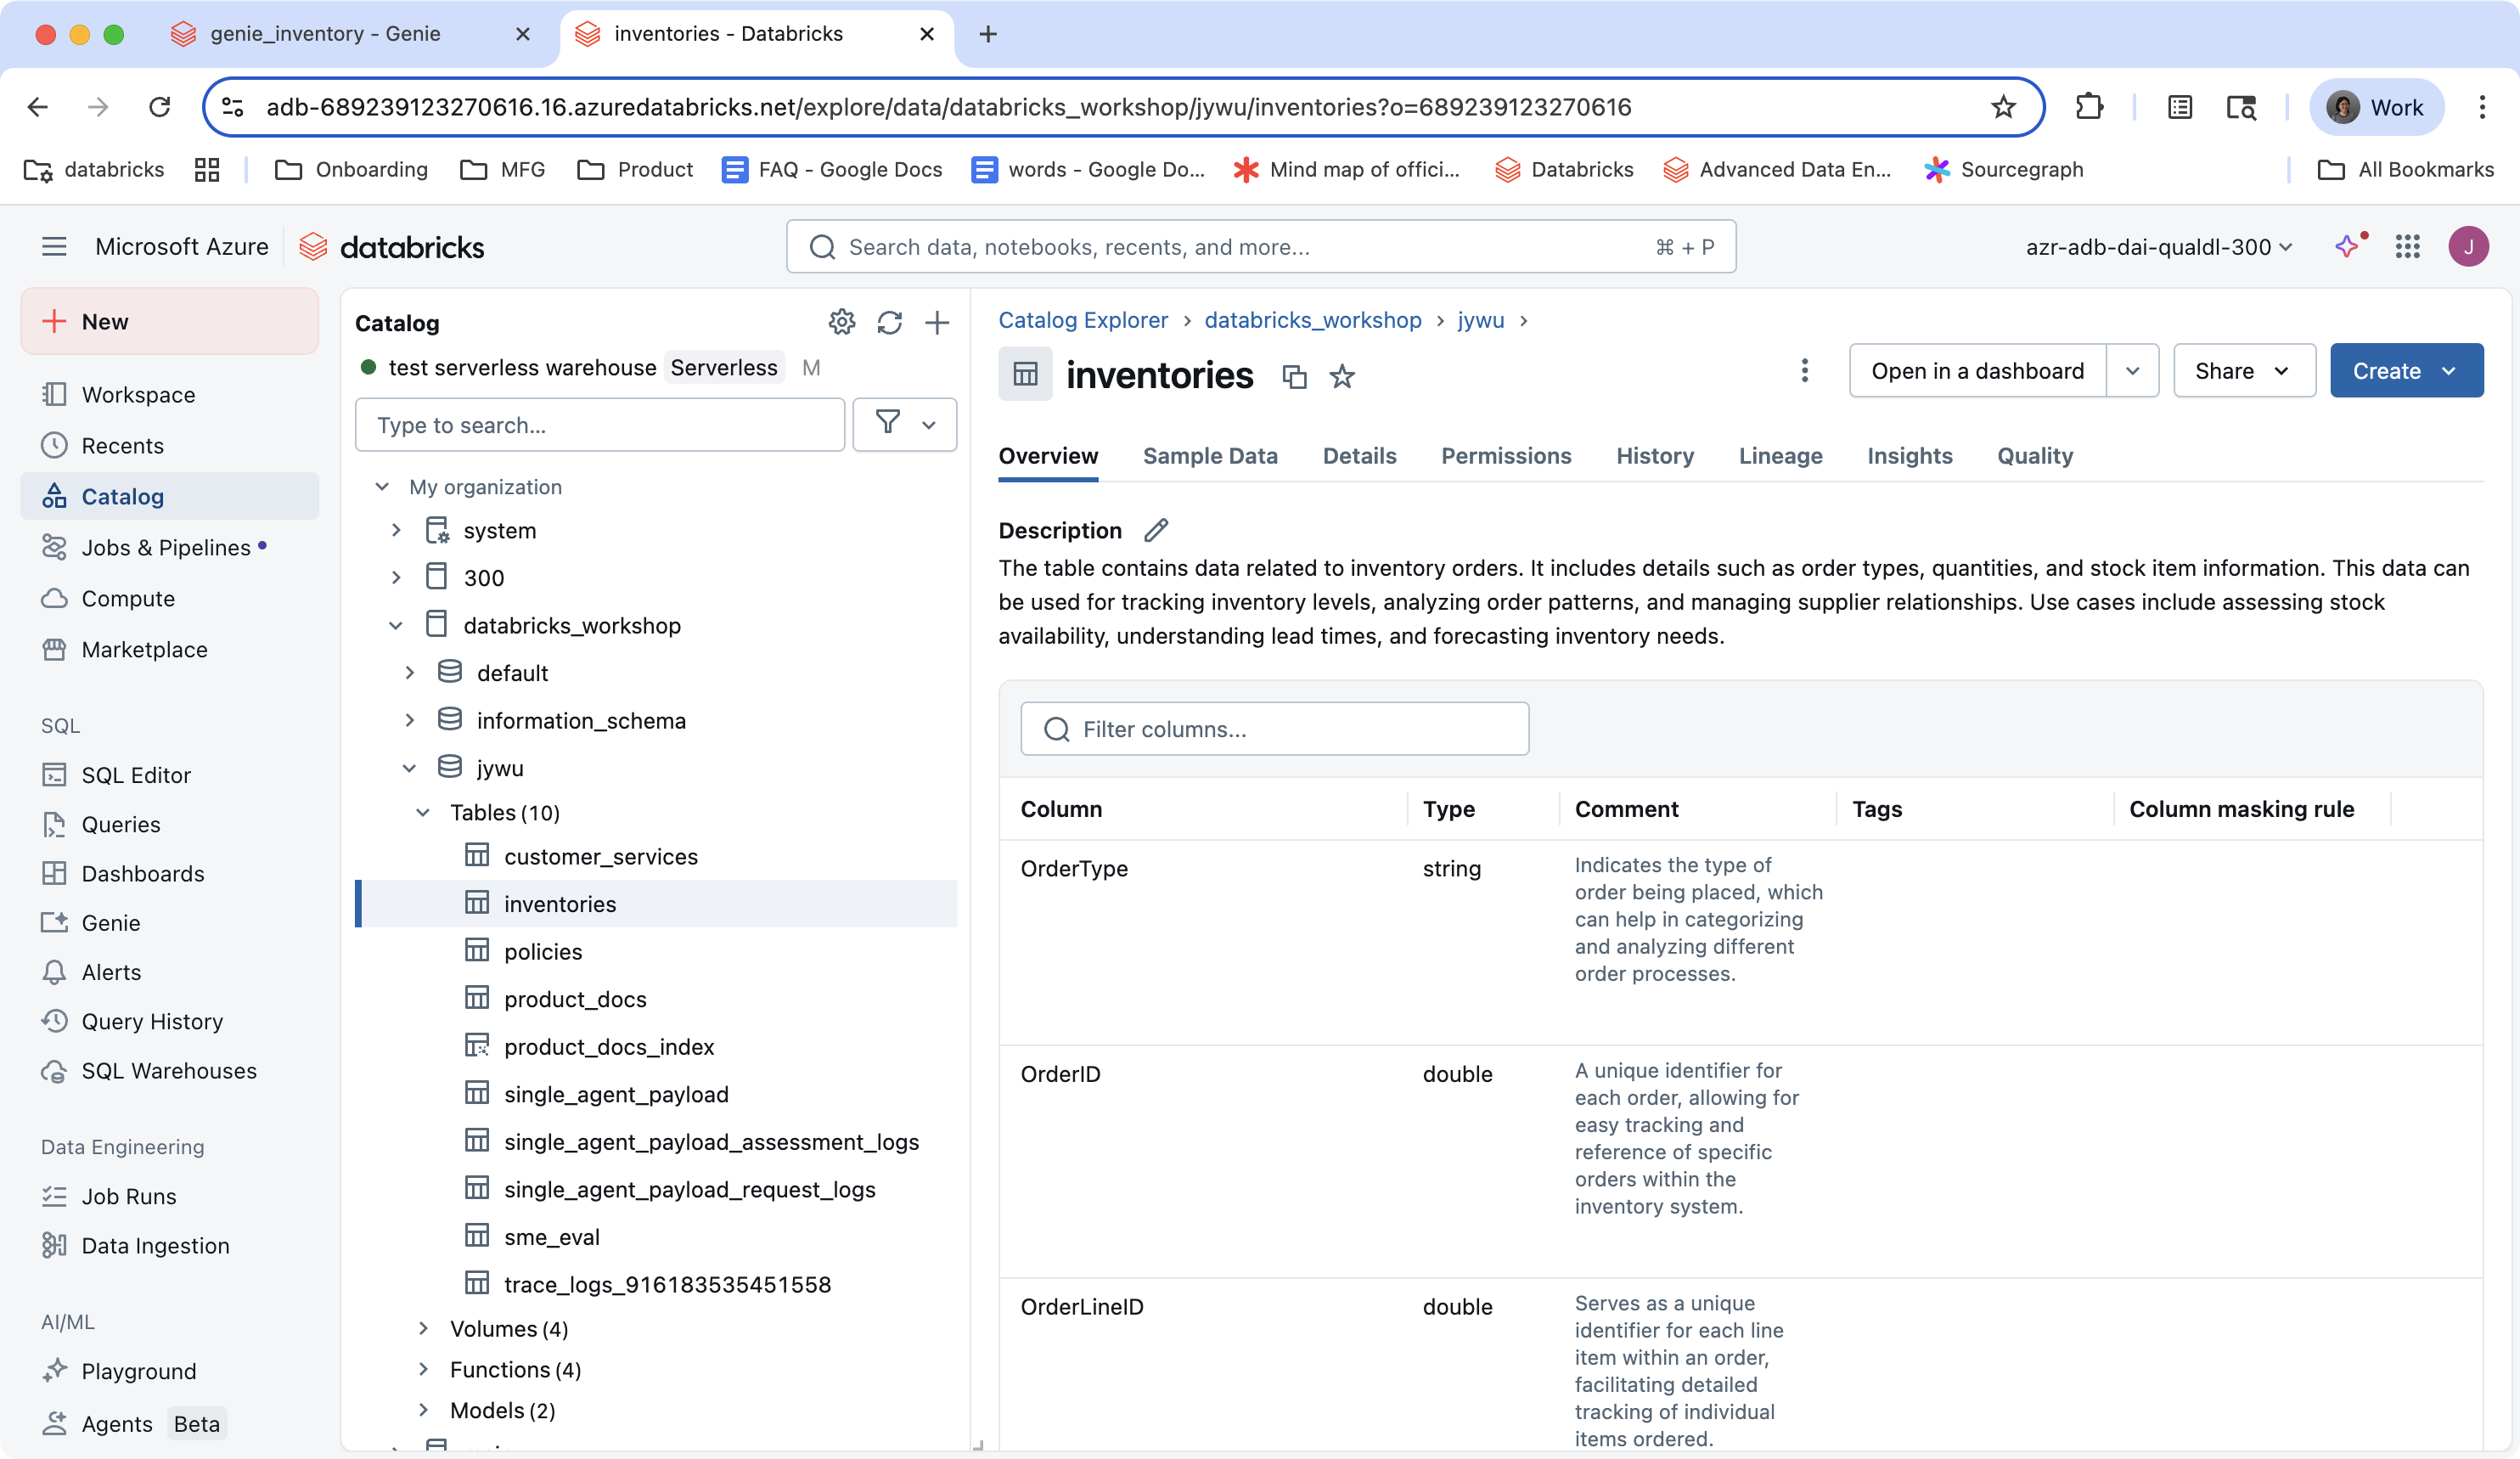 genie_inventory - Genie
inventories - Databricks
adb-689239123270616.16.azuredatabricks.net/explore/data/databricks_workshop/jywu/inventories?o=689239123270616
Work
databricks
Onboarding
MFG
Product
FAQ - Google Docs
words - Google Do...
Mind map of offici...
Databricks
Advanced Data En...
Sourcegraph
All Bookmarks
Microsoft Azure
databricks
Search data, notebooks, recents, and more...
⌘ + P
azr-adb-dai-qualdl-300
J
New
Workspace
Recents
Catalog
Jobs & Pipelines
Compute
Marketplace
SQL
SQL Editor
Queries
Dashboards
Genie
Alerts
Query History
SQL Warehouses
Data Engineering
Job Runs
Data Ingestion
AI/ML
Playground
Agents Beta
Catalog
test serverless warehouse Serverless M
Type to search...
My organization
system
300
databricks_workshop
default
information_schema
jywu
Tables (10)
customer_services
inventories
policies
product_docs
product_docs_index
single_agent_payload
single_agent_payload_assessment_logs
single_agent_payload_request_logs
sme_eval
trace_logs_916183535451558
Volumes (4)
Functions (4)
Models (2)
Catalog Explorer › databricks_workshop › jywu ›
inventories
Open in a dashboard
Share
Create
Overview
Sample Data
Details
Permissions
History
Lineage
Insights
Quality
Description
The table contains data related to inventory orders. It includes details such as order types, quantities, and stock item information. This data can
be used for tracking inventory levels, analyzing order patterns, and managing supplier relationships. Use cases include assessing stock
availability, understanding lead times, and forecasting inventory needs.
Filter columns...
Column Type Comment Tags Column masking rule
OrderType string
Indicates the type of
order being placed, which
can help in categorizing
and analyzing different
order processes.
OrderID double
A unique identifier for
each order, allowing for
easy tracking and
reference of specific
orders within the
inventory system.
OrderLineID double
Serves as a unique
identifier for each line
item within an order,
facilitating detailed
tracking of individual
items ordered.